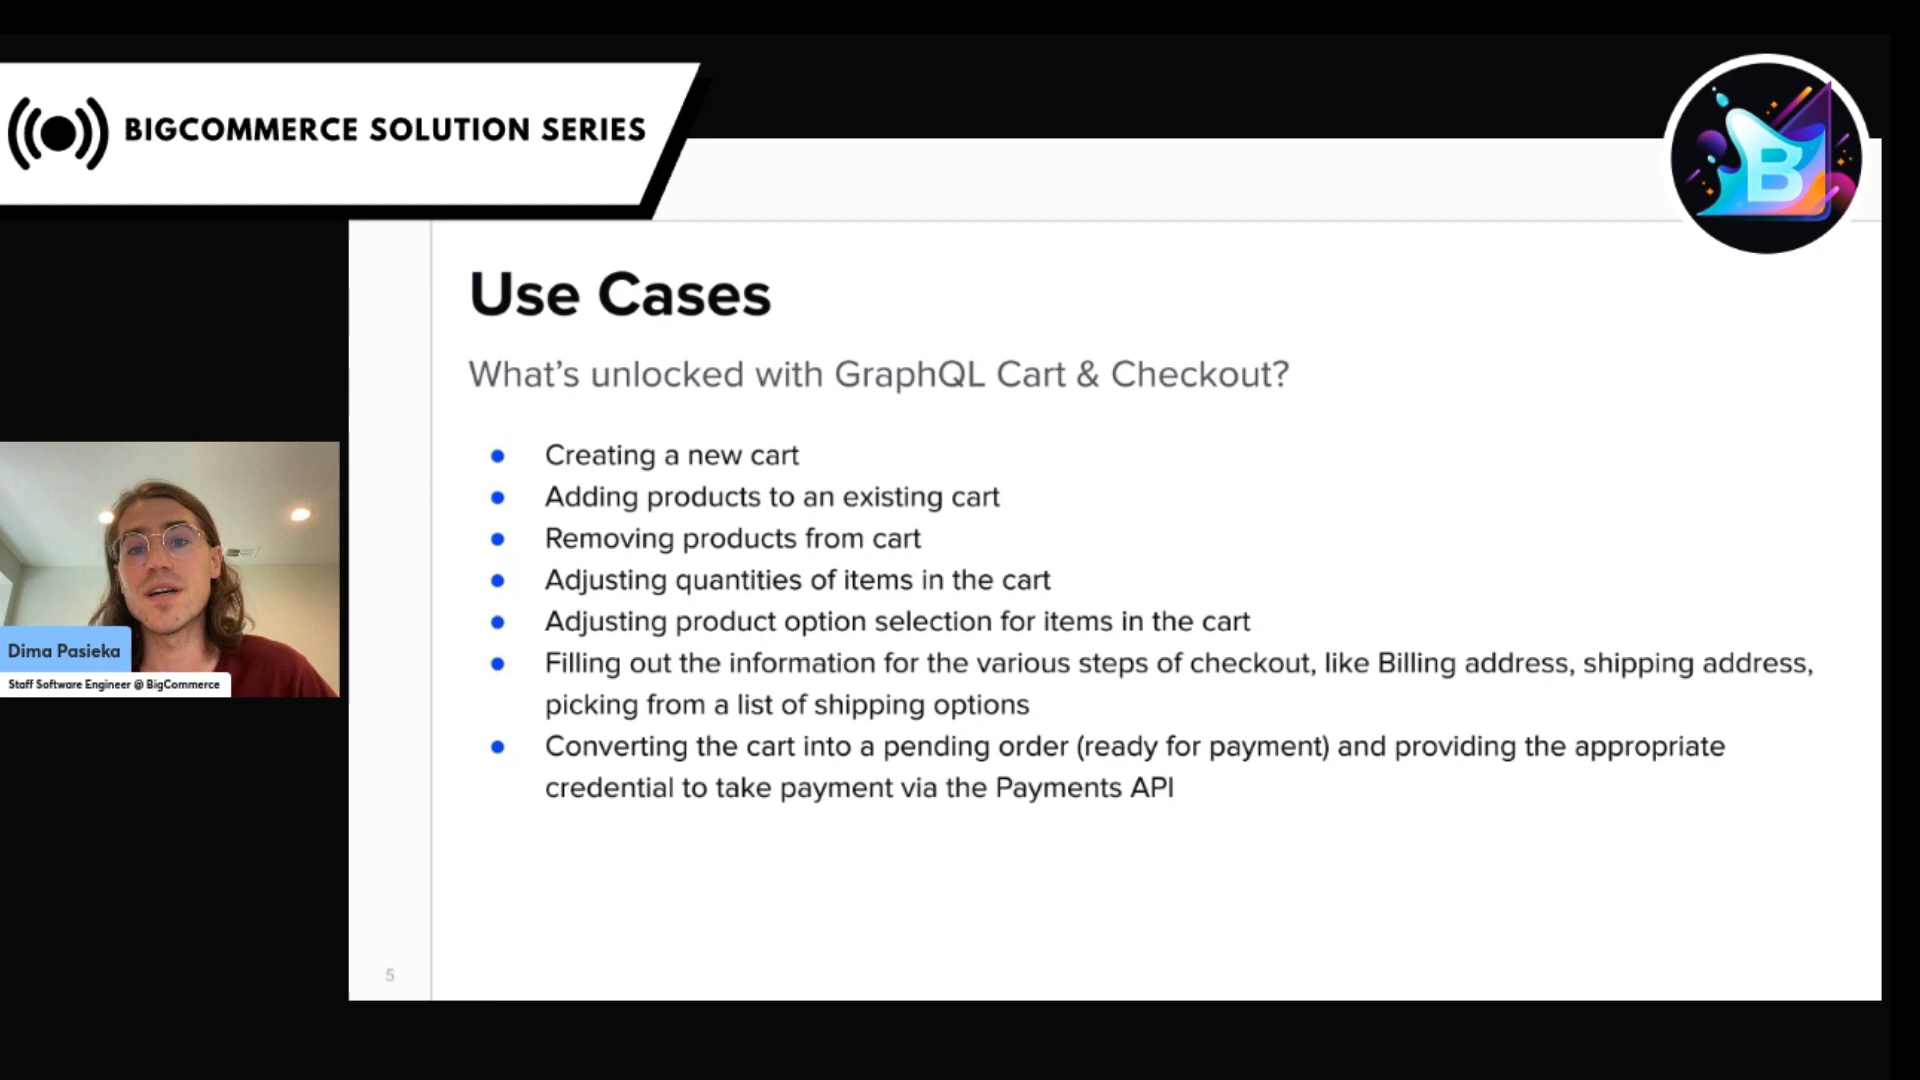 BIGCOMMERCE SOLUTION SERIES
B
Use Cases
What's unlocked with GraphQL Cart & Checkout?
● Creating a new cart
● Adding products to an existing cart
● Removing products from cart
● Adjusting quantities of items in the cart
● Adjusting product option selection for items in the cart
● Filling out the information for the various steps of checkout, like Billing address, shipping address,
picking from a list of shipping options
● Converting the cart into a pending order (ready for payment) and providing the appropriate
credential to take payment via the Payments API
Dima Pasieka
Staff Software Engineer @ BigCommerce
5